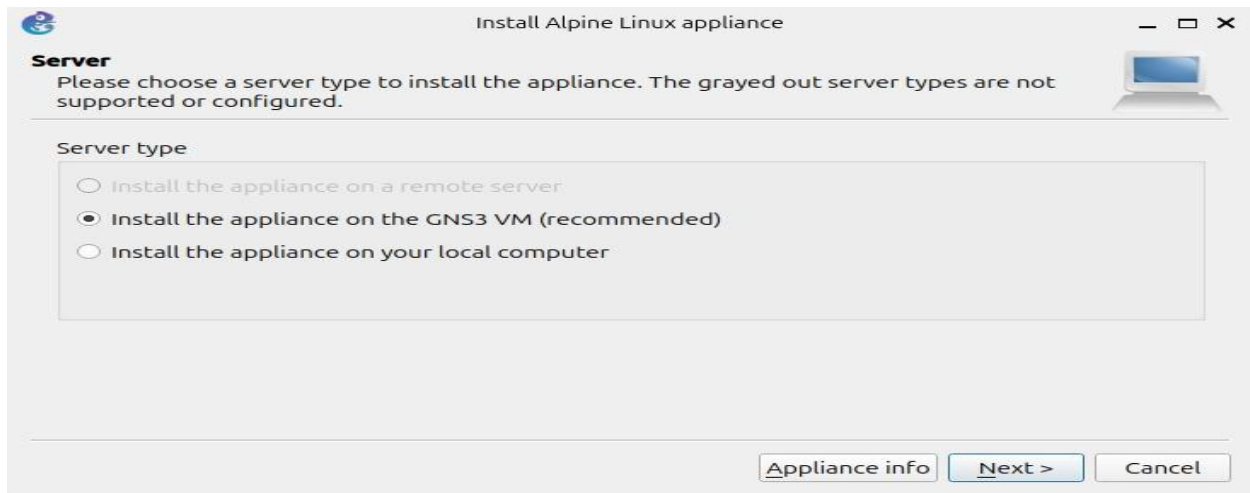 Install Alpine Linux appliance
Server
Please choose a server type to install the appliance. The grayed out server types are not
supported or configured.
Server type
Install the appliance on a remote server
Install the appliance on the GNS3 VM (recommended)
Install the appliance on your local computer
Appliance info
Next >
Cancel